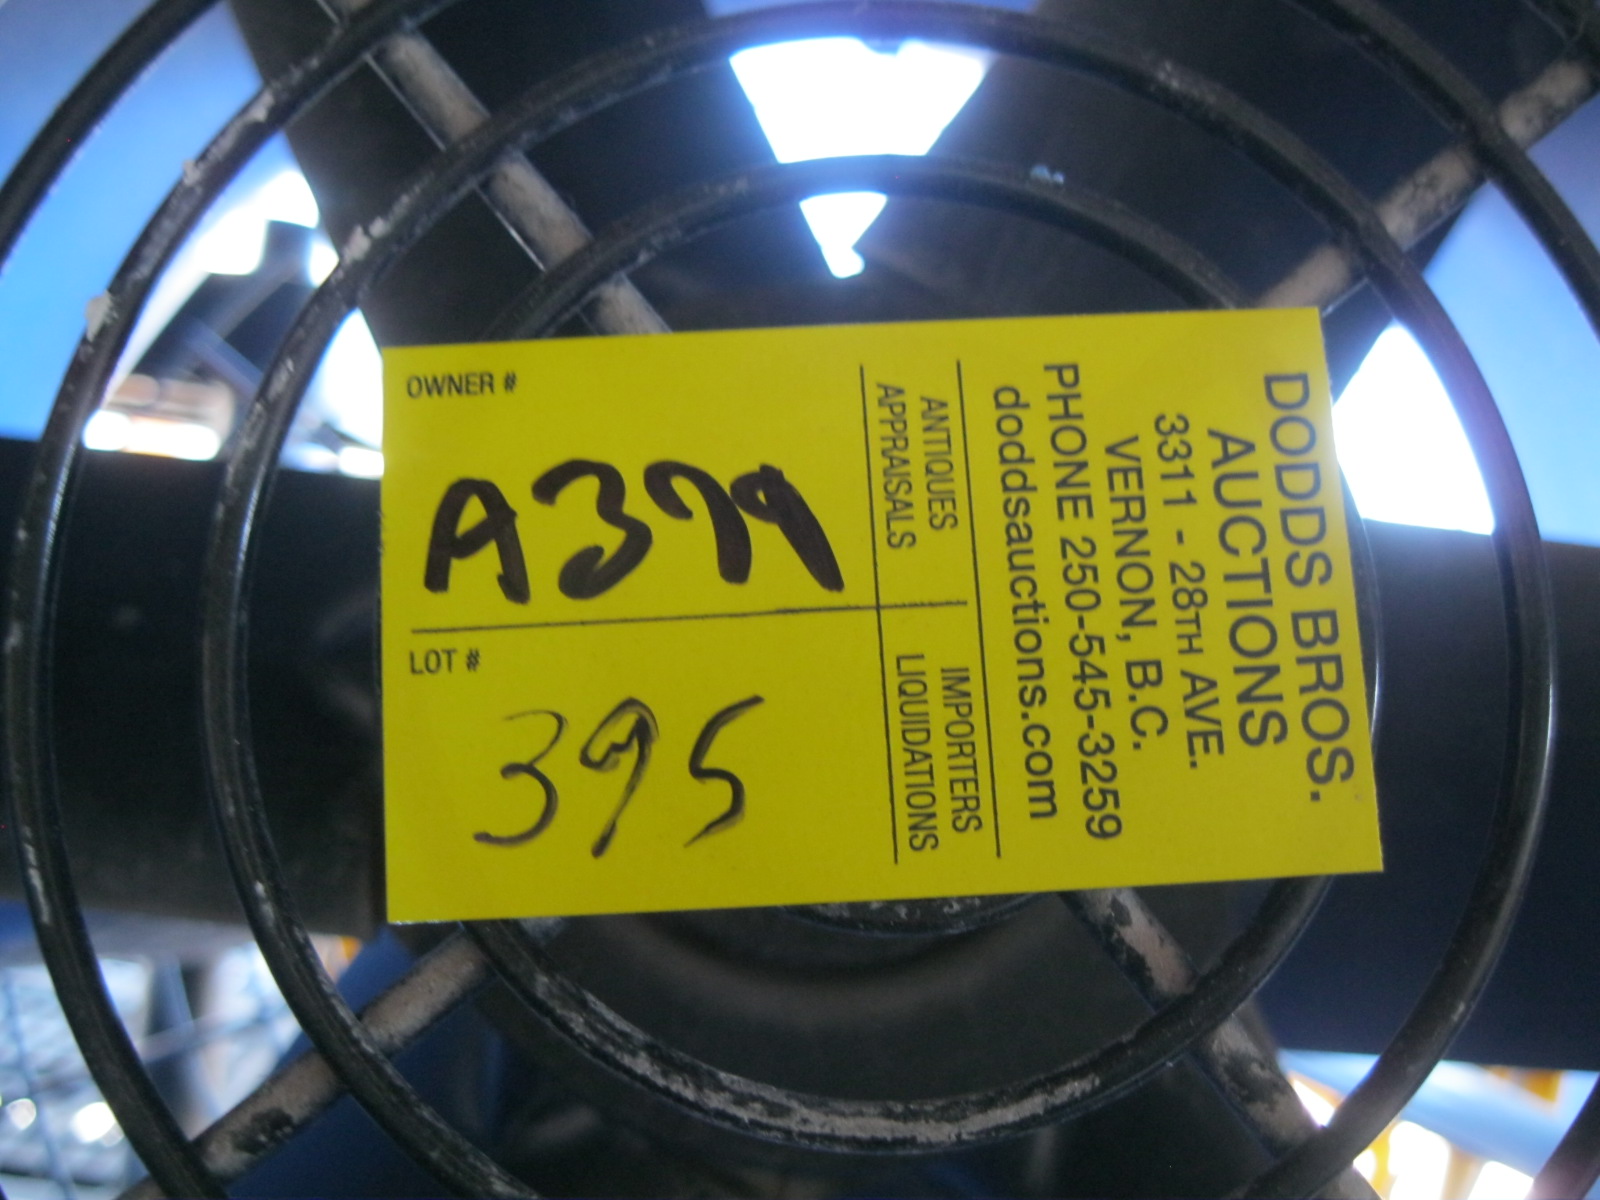 DODDS BROS.
AUCTIONS
3311 - 28TH AVE.
VERNON, B.C.
PHONE 250-545-3259
doddsauctions.com
ANTIQUES
APPRAISALS
IMPORTERS
LIQUIDATIONS
OWNER #
A379
LOT #
395